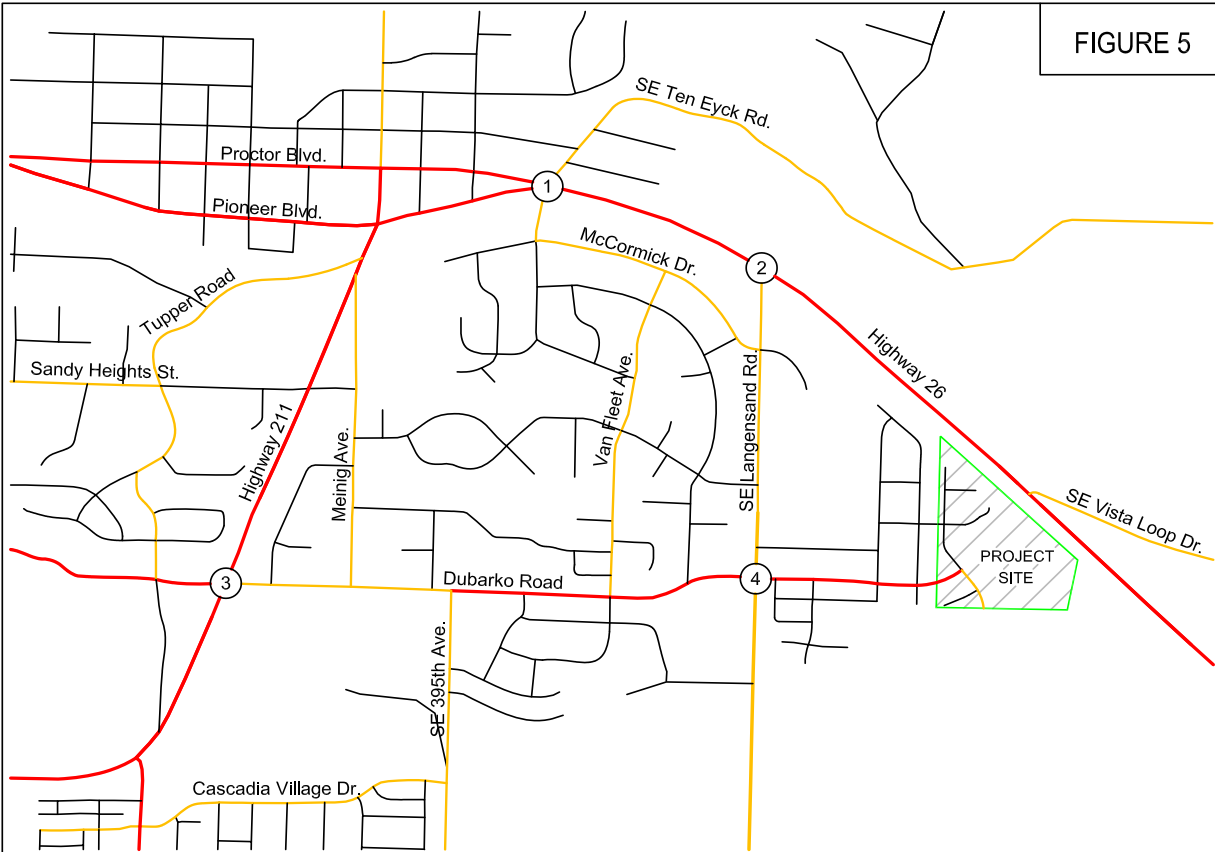 FIGURE 5
SE Ten Eyck Rd.
Proctor Blvd.
1
Pioneer Blvd.
McCormick Dr.
2
Tupper Road
Highway 26
Sandy Heights St.
Van Fleet Ave.
SE Langensand Rd.
Highway 211
Meinig Ave.
SE Vista Loop Dr.
PROJECT
SITE
3
Dubarko Road
4
SE 395th Ave.
Cascadia Village Dr.